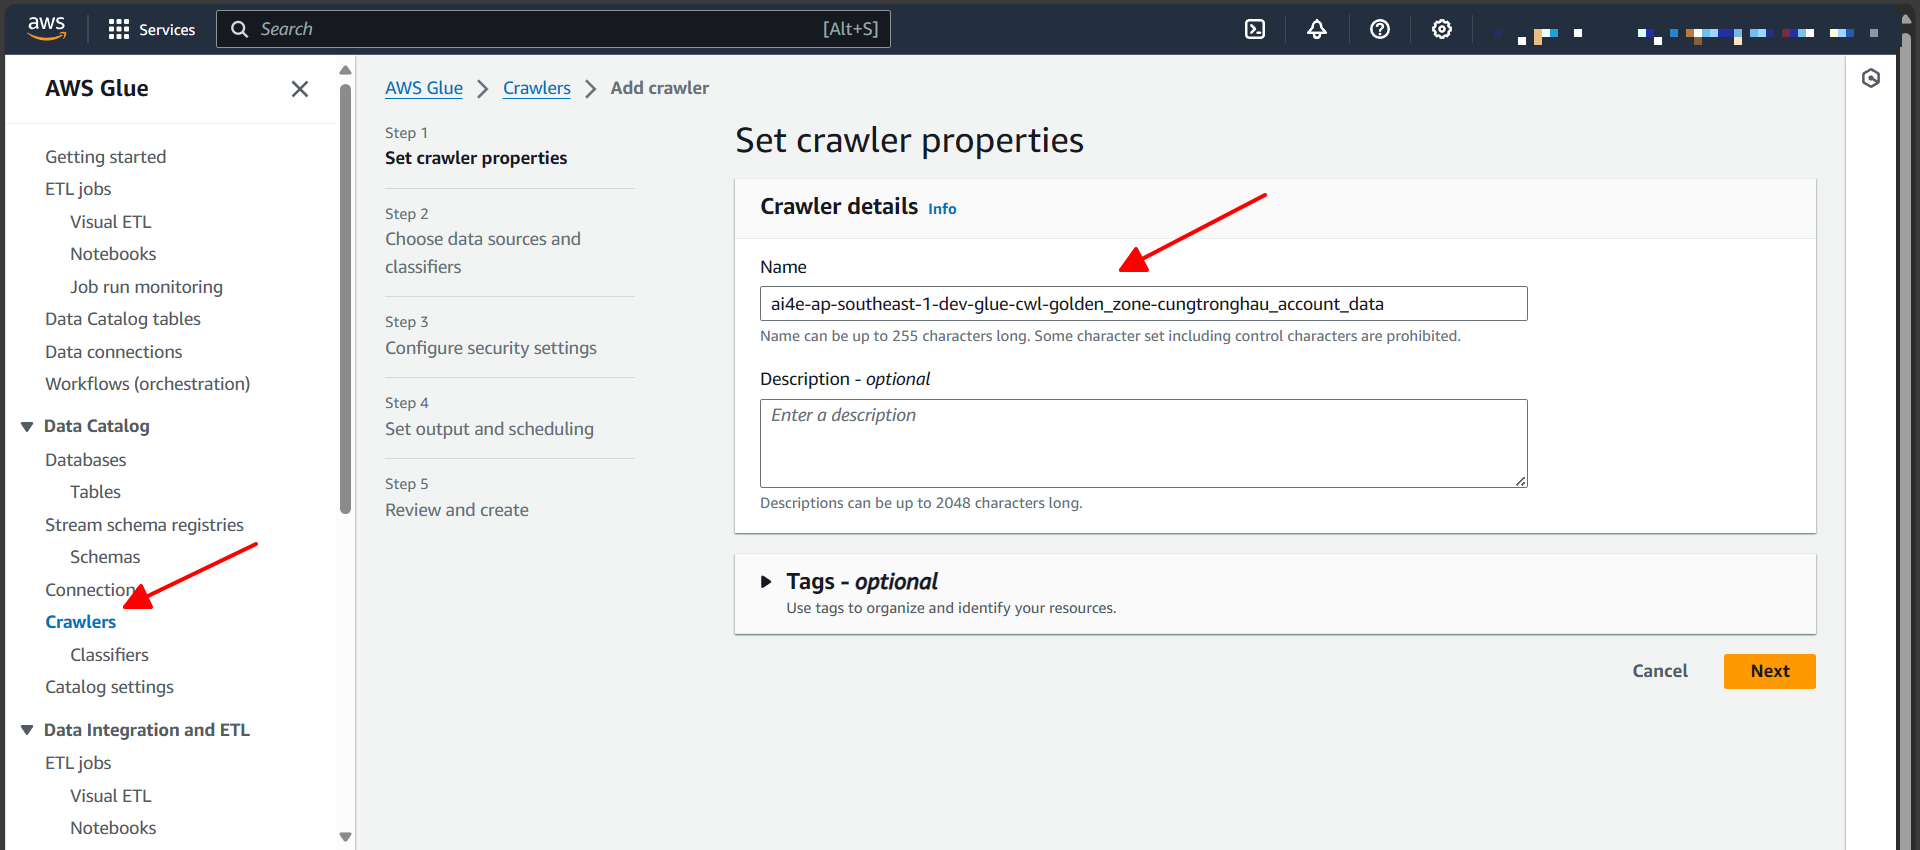 aws
Services
Search
[Alt+S]
AWS Glue
Getting started
ETL jobs
Visual ETL
Notebooks
Job run monitoring
Data Catalog tables
Data connections
Workflows (orchestration)
Data Catalog
Databases
Tables
Stream schema registries
Schemas
Connection
Crawlers
Classifiers
Catalog settings
Data Integration and ETL
ETL jobs
Visual ETL
Notebooks
AWS Glue > Crawlers > Add crawler
Step 1
Set crawler properties
Step 2
Choose data sources and
classifiers
Step 3
Configure security settings
Step 4
Set output and scheduling
Step 5
Review and create
Set crawler properties
Crawler details Info
Name
ai4e-ap-southeast-1-dev-glue-cwl-golden_zone-cungtronghau_account_data
Name can be up to 255 characters long. Some character set including control characters are prohibited.
Description - optional
Enter a description
Descriptions can be up to 2048 characters long.
Tags - optional
Use tags to organize and identify your resources.
Cancel
Next